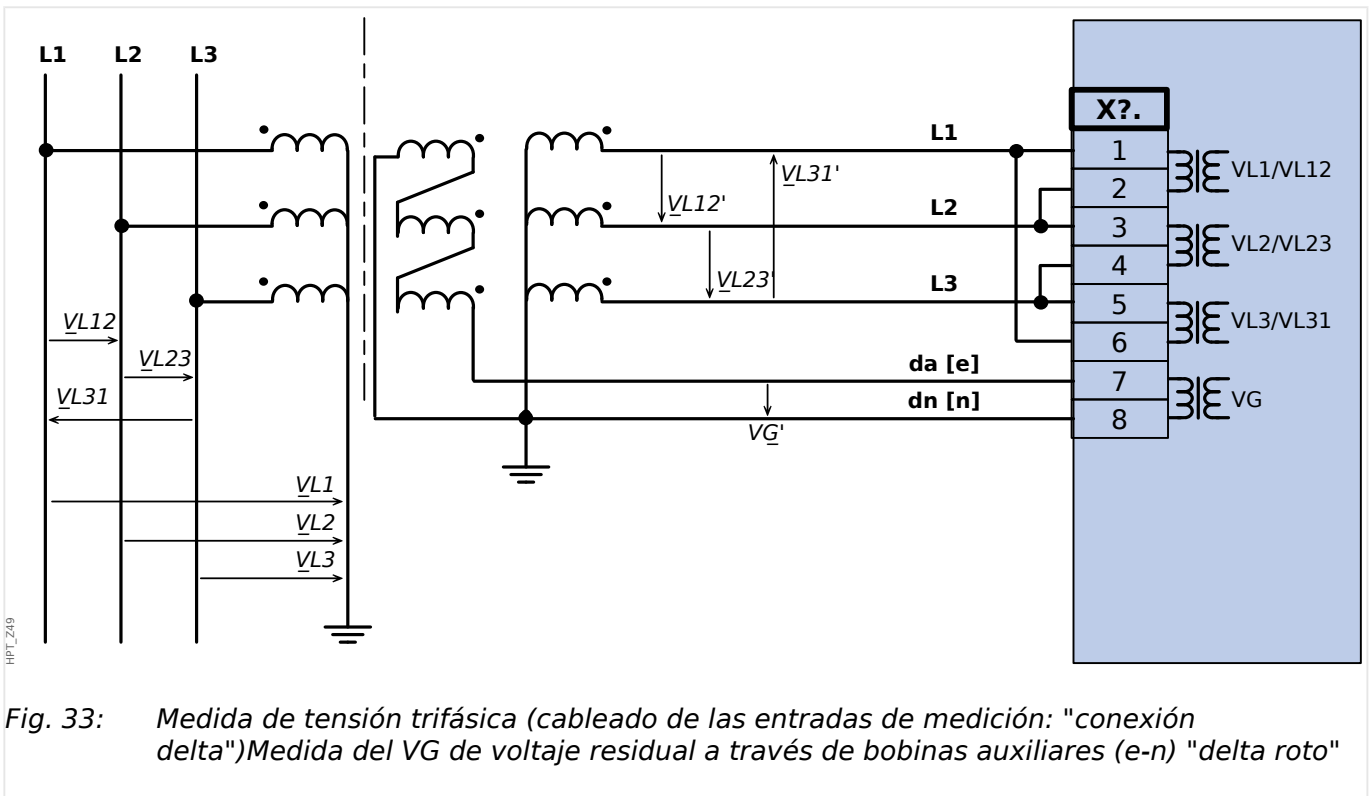 L1 L2 L3
X?.
L1
1
VL31'
VL1/VL12
2
VL12'
L2
3
VL2/VL23
4
VL23'
L3
5
VL12
VL3/VL31
6
VL23
da [e]
7
VL31
dn [n]
VG
8
VG'
VL1
VL2
VL3
HPT_Z49
Fig. 33: Medida de tensión trifásica (cableado de las entradas de medición: "conexión
delta")Medida del VG de voltaje residual a través de bobinas auxiliares (e-n) "delta roto"